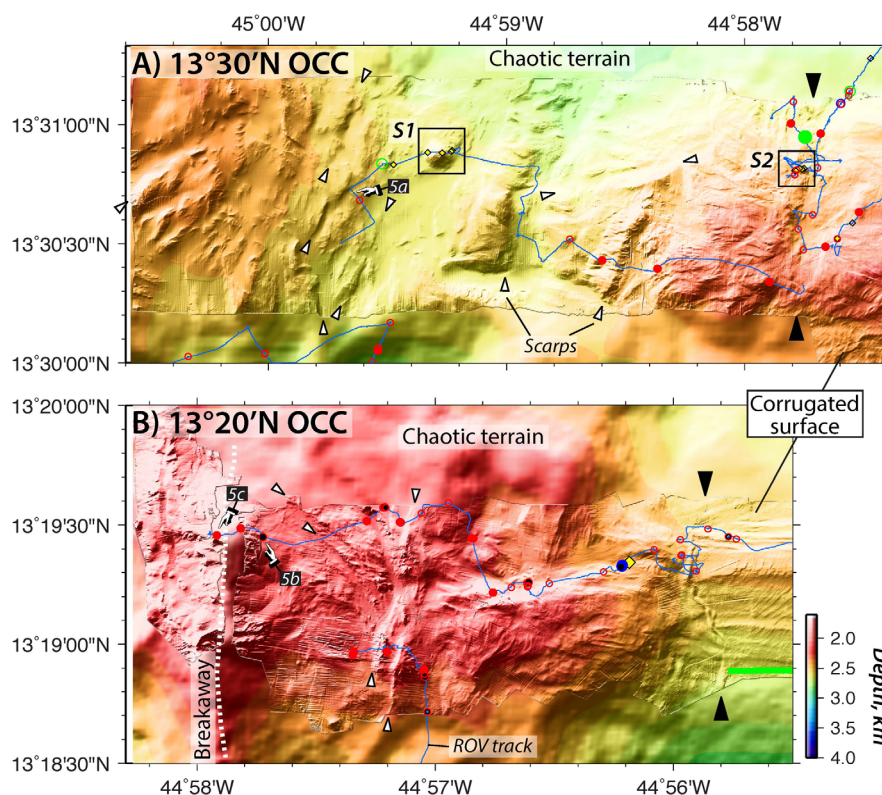 45°00'W
44°59'W
44°58'W
A) 13°30'N OCC
Chaotic terrain
13°31'00"N
S1
S2
5a
13°30'30"N
Scarps
13°30'00"N
13°20'00"N
B) 13°20'N OCC
Corrugated
surface
Chaotic terrain
5c
13°19'30"N
5b
2.0
13°19'00"N
2.5
Breakaway
3.0
Depth, km
3.5
ROV track
13°18'30"N
4.0
44°58'W
44°57'W
44°56'W